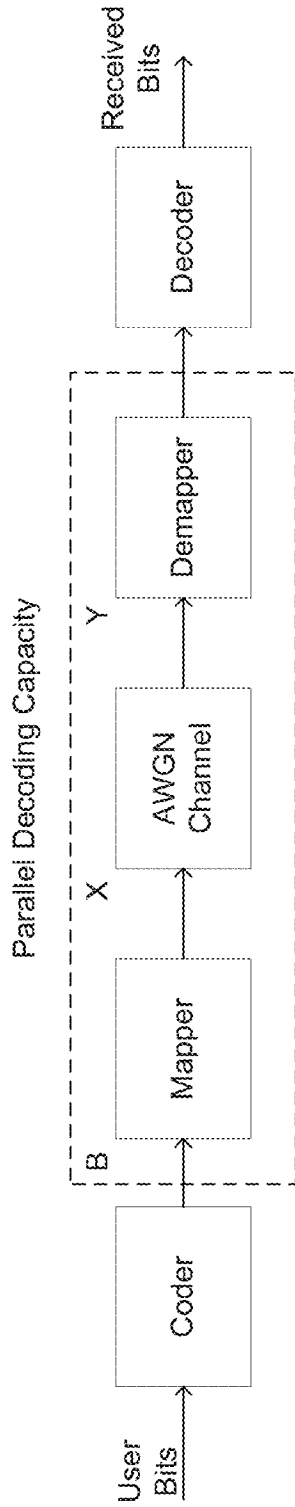 Parallel Decoding Capacity
User
Bits
Coder
B
Mapper
X
AWGN
Channel
Y
Demapper
Decoder
Received
Bits